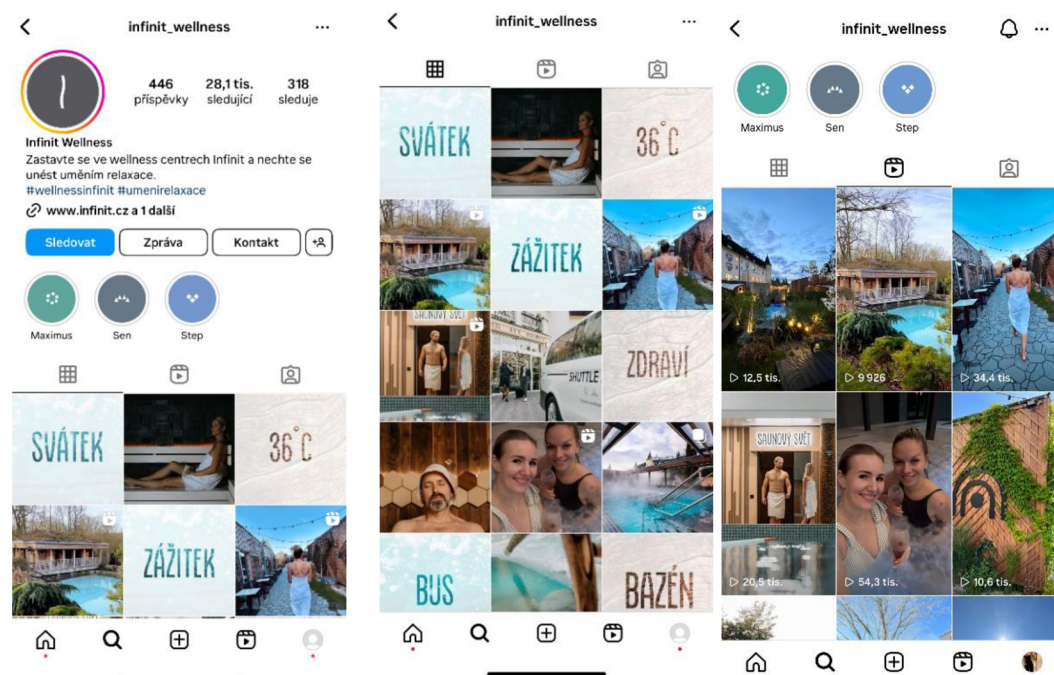 infinit_wellness
446
28,1 tis.
318
příspěvky
sledující
sleduje
Infinit Wellness
Zastavte se ve wellness centrech Infinit a nechte se
unést uměním relaxace.
#wellnessinfinit #umenirelaxace
www.infinit.cz a 1 další
Sledovat
Zpráva
Kontakt
Maximus
Sen
Step
SVÁTEK
36°C
ZÁŽITEK
infinit_wellness
SVÁTEK
36°C
ZÁŽITEK
SAUNOVÝ SVĚT
SHUTTLE
ZDRAVÍ
BUS
BAZÉN
infinit_wellness
Maximus
Sen
Step
12,5 tis.
9 926
34,4 tis.
SAUNOVÝ SVĚT
20,5 tis.
54,3 tis.
10,6 tis.